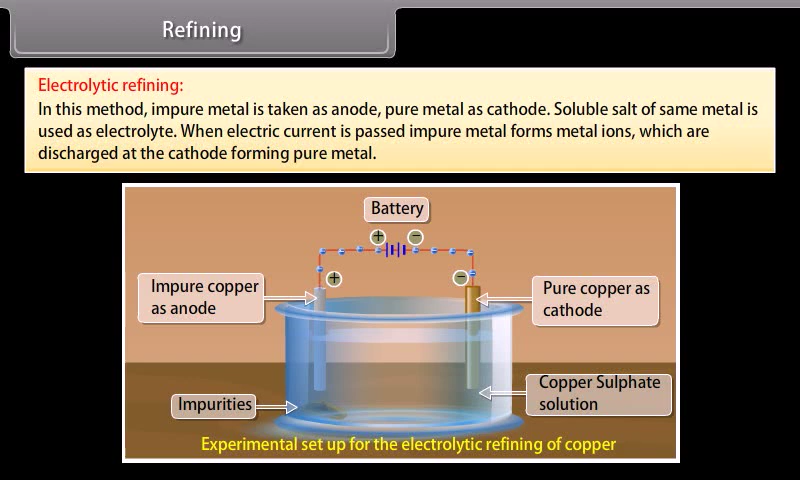 Refining
Electrolytic refining:
In this method, impure metal is taken as anode, pure metal as cathode. Soluble salt of same metal is
used as electrolyte. When electric current is passed impure metal forms metal ions, which are
discharged at the cathode forming pure metal.
Battery
+ −
+ −
Impure copper
as anode
Pure copper as
cathode
Copper Sulphate
solution
Impurities
Experimental set up for the electrolytic refining of copper